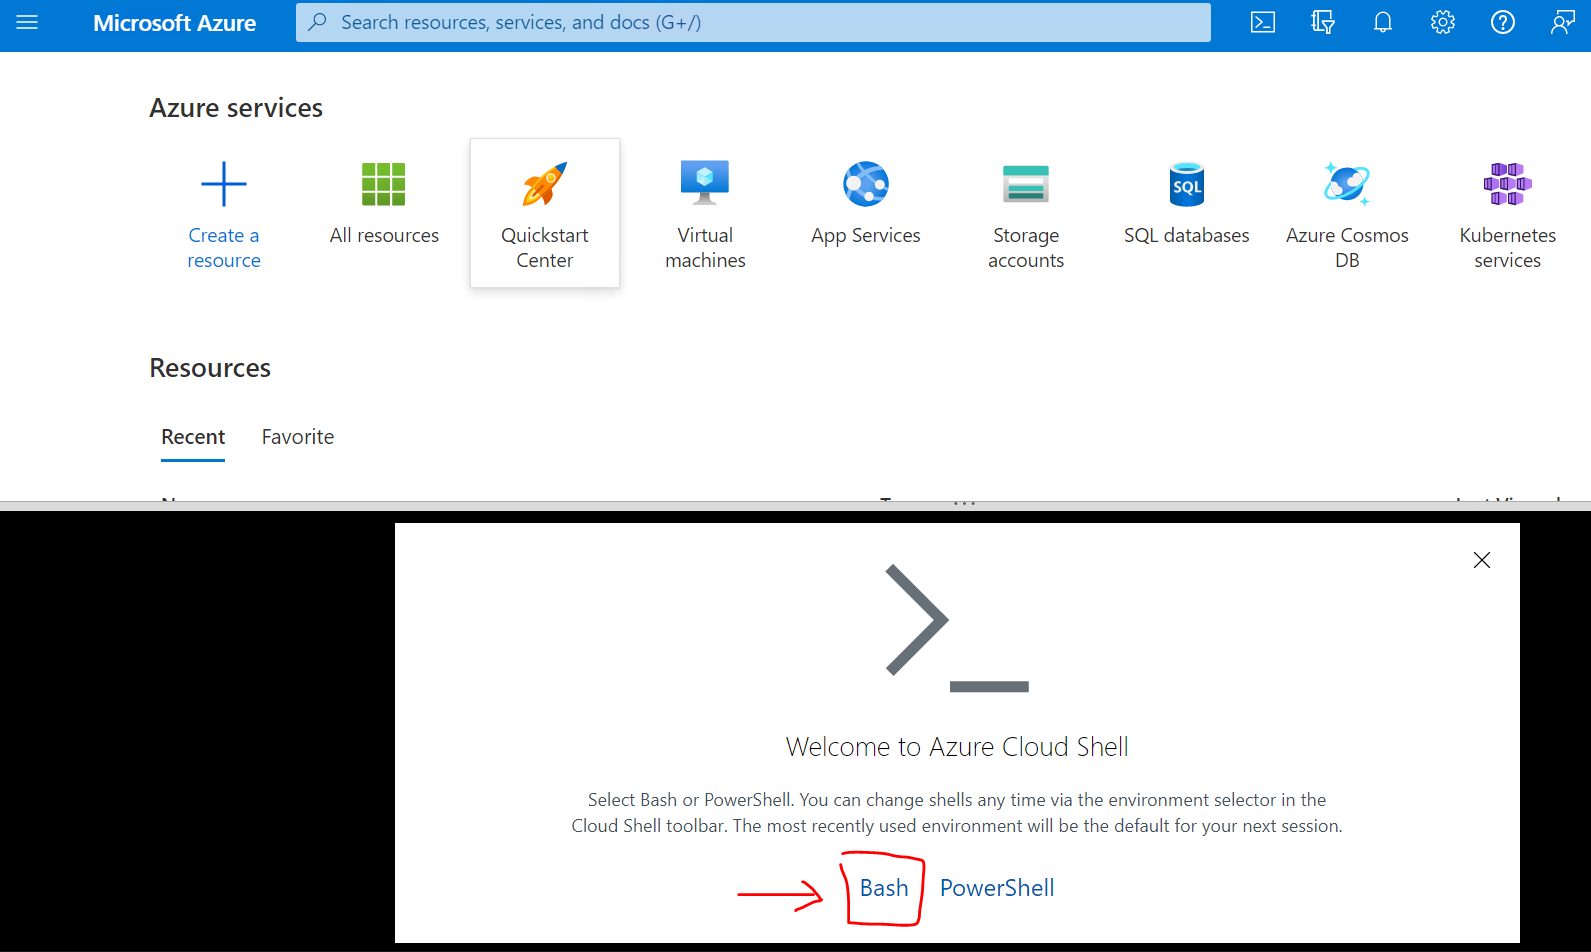 Microsoft Azure
Search resources, services, and docs (G+/)
Azure services
Create a
resource
All resources
Quickstart
Center
Virtual
machines
App Services
Storage
accounts
SQL
SQL databases
Azure Cosmos
DB
Kubernetes
services
Resources
Recent Favorite
Welcome to Azure Cloud Shell
Select Bash or PowerShell. You can change shells any time via the environment selector in the
Cloud Shell toolbar. The most recently used environment will be the default for your next session.
Bash PowerShell